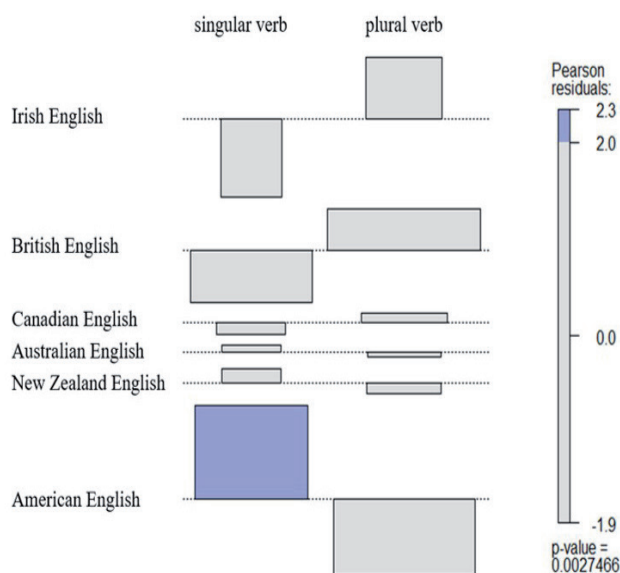 singular verb plural verb
Irish English
British English
Canadian English
Australian English
New Zealand English
American English
Pearson
residuals:
2.3
2.0
0.0
-1.9
p-value =
0.0027466